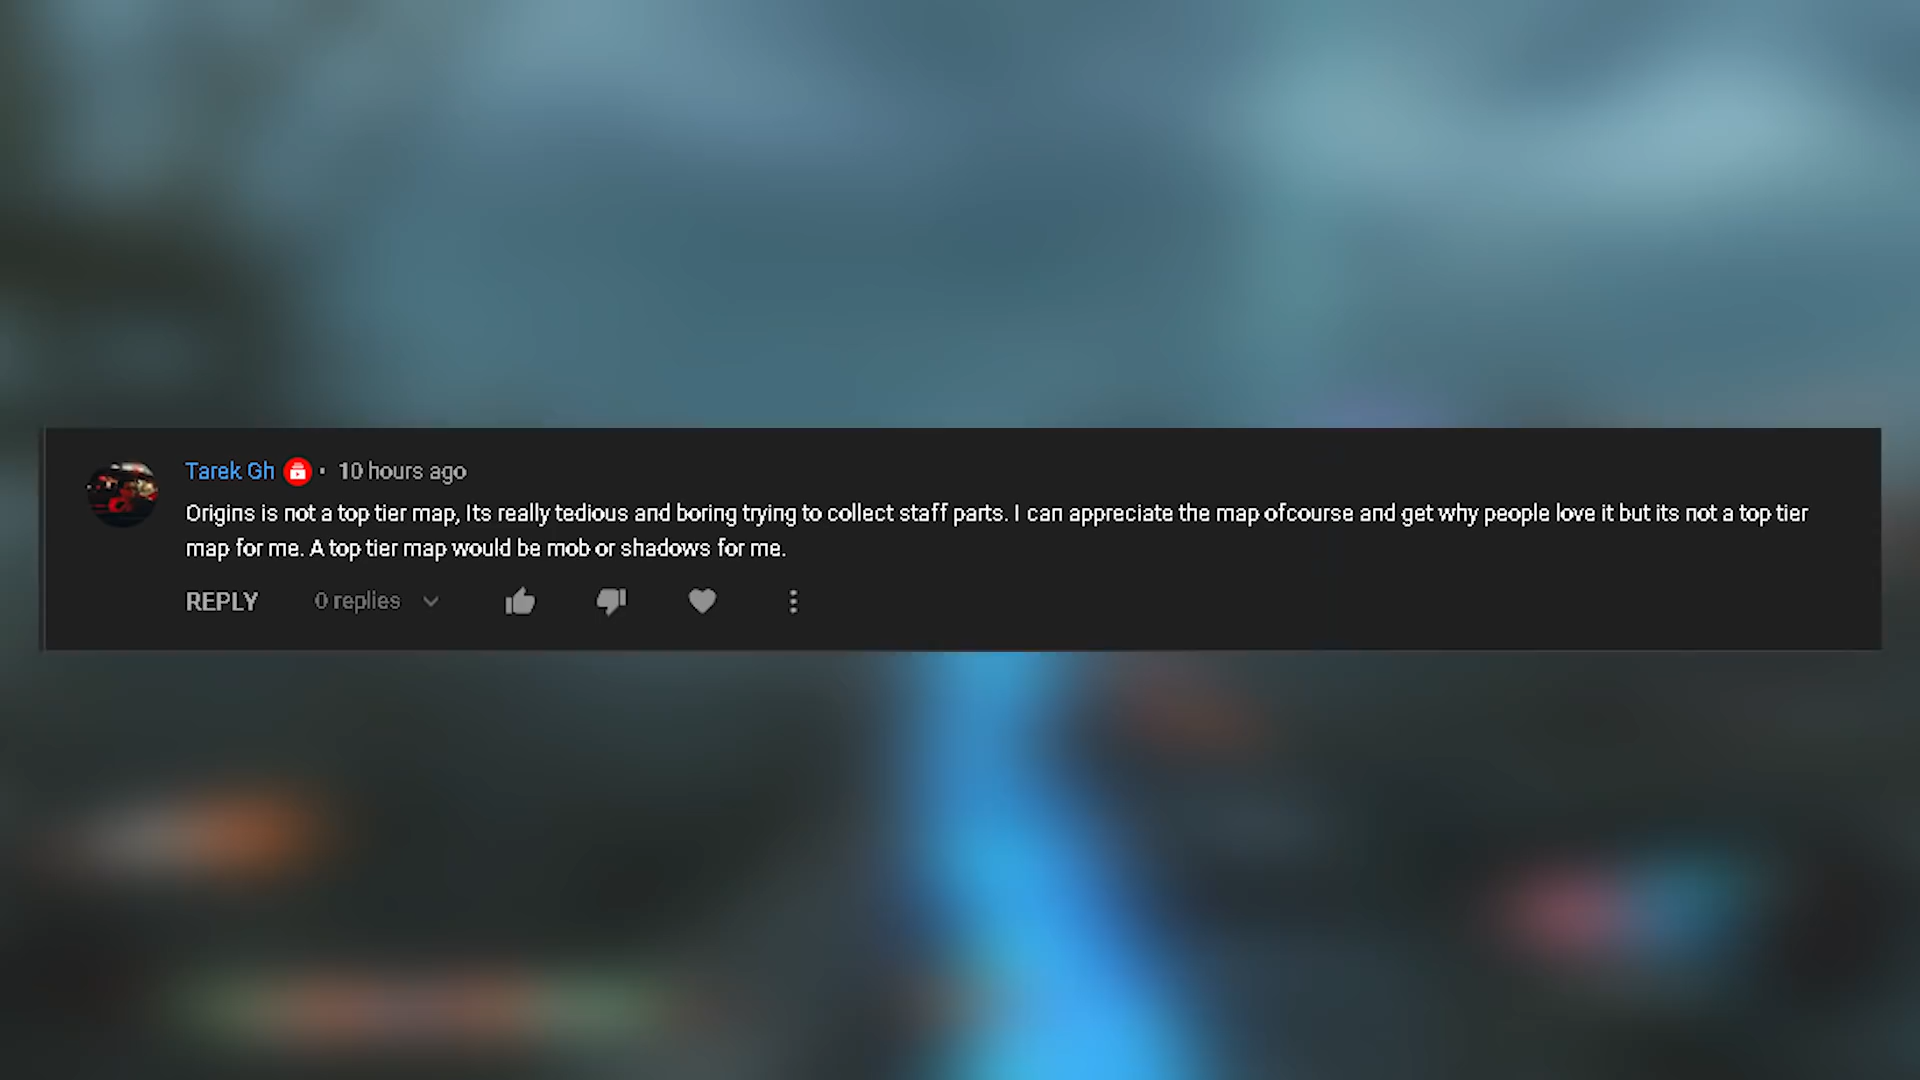 Tarek Gh • 10 hours ago
Origins is not a top tier map, Its really tedious and boring trying to collect staff parts. I can appreciate the map ofcourse and get why people love it but its not a top tier
map for me. A top tier map would be mob or shadows for me.
REPLY 0 replies